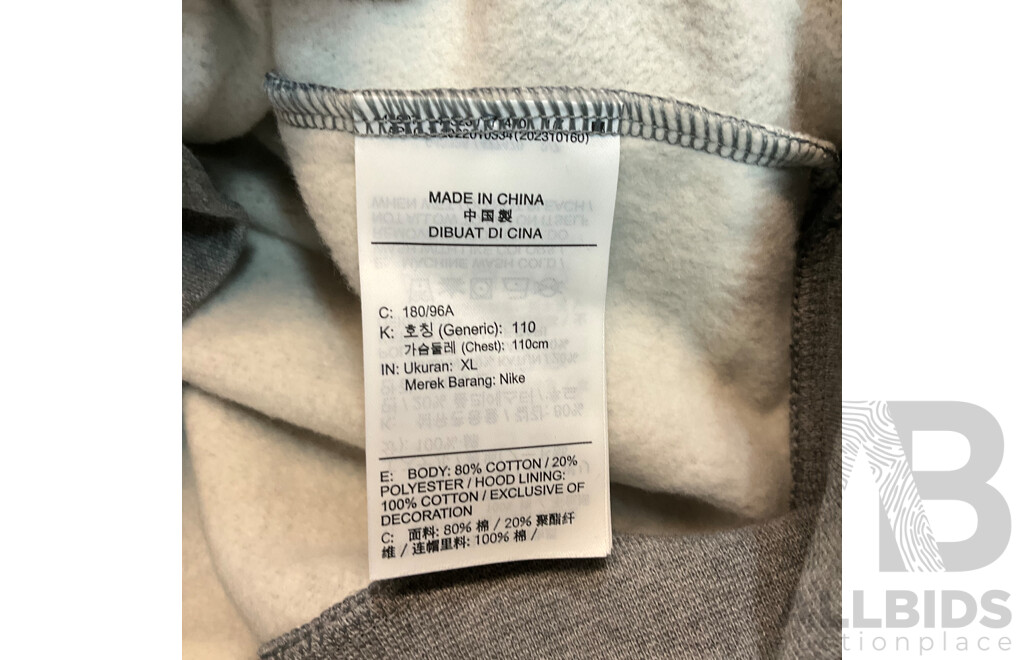 (202310160)
MADE IN CHINA
中国製
DIBUAT DI CINA
C: 180/96A
K: 호칭 (Generic): 110
가슴둘레 (Chest): 110cm
IN: Ukuran: XL
Merek Barang: Nike
E: BODY: 80% COTTON / 20%
POLYESTER / HOOD LINING:
100% COTTON / EXCLUSIVE OF
DECORATION
C: 面料: 80% 棉 / 20% 聚酯纤
维 / 连帽里料: 100% 棉 /
B
ALLBIDS
auctionplace